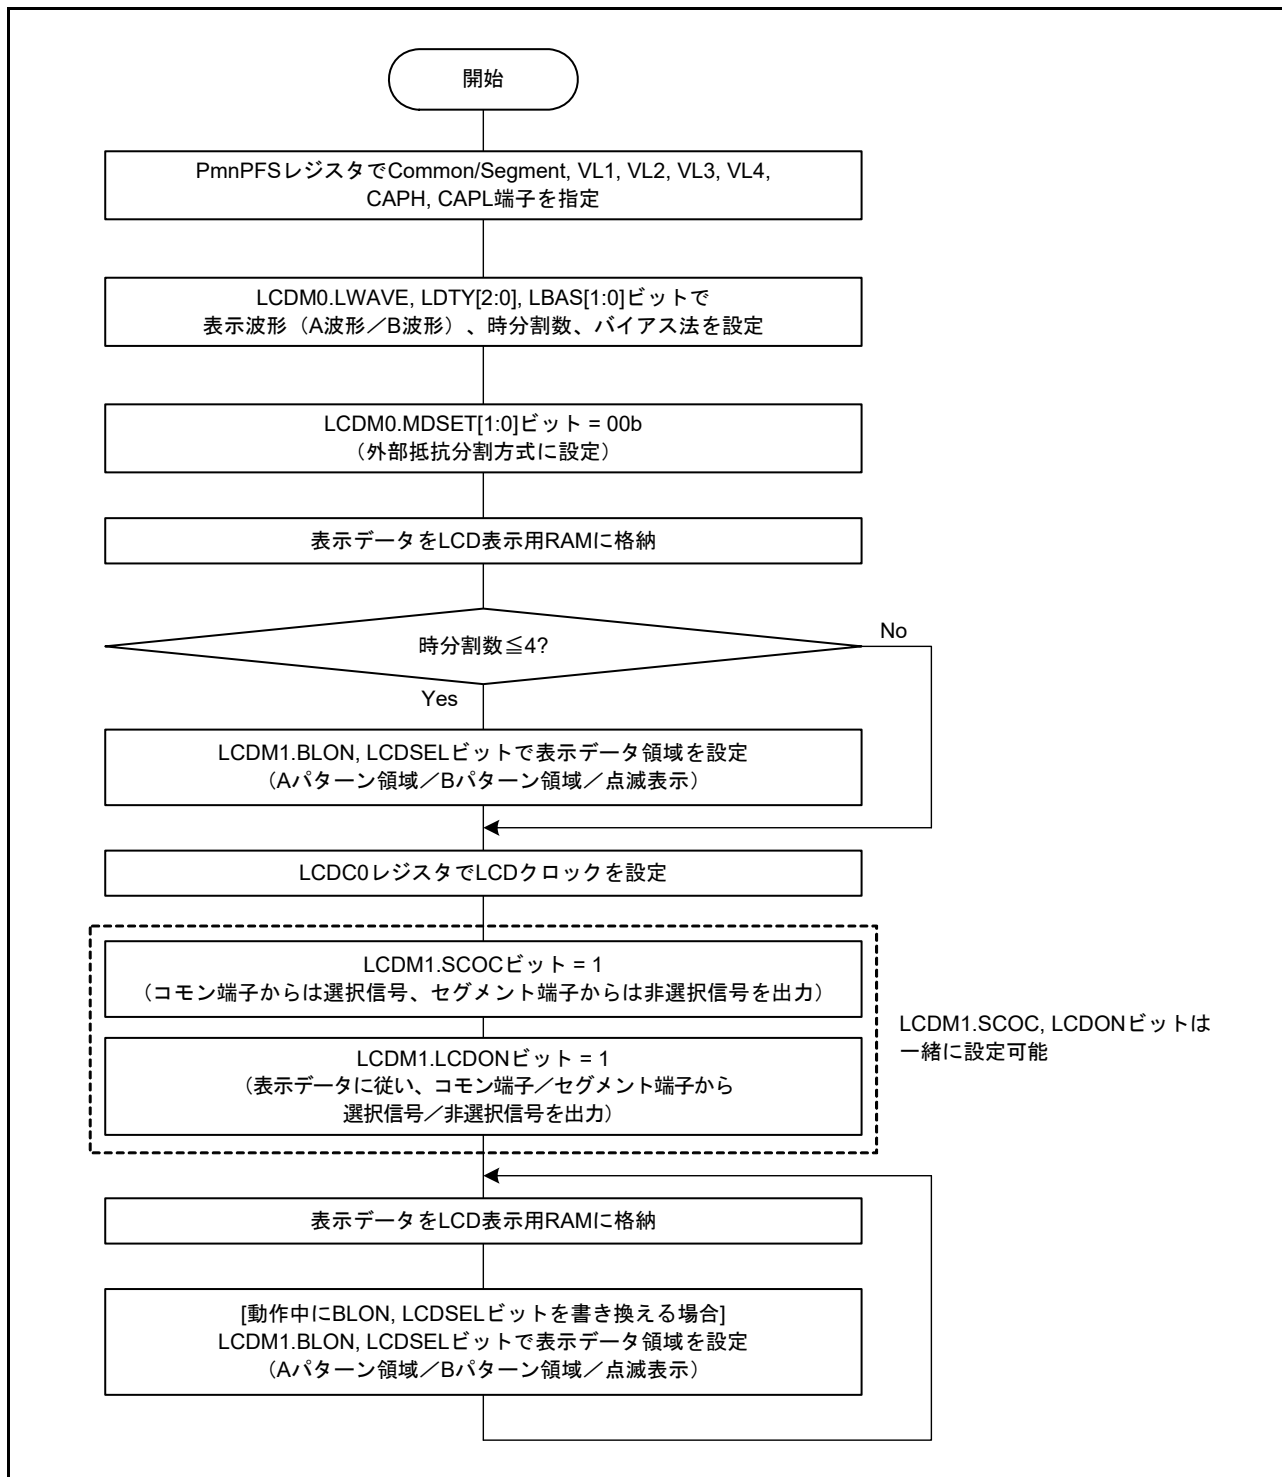 開始
PmnPFSレジスタでCommon/Segment, VL1, VL2, VL3, VL4,
CAPH, CAPL端子を指定
LCDM0.LWAVE, LDTY[2:0], LBAS[1:0]ビットで
表示波形（A波形／B波形）、時分割数、バイアス法を設定
LCDM0.MDSET[1:0]ビット = 00b
（外部抵抗分割方式に設定）
表示データをLCD表示用RAMに格納
時分割数≦4?
No
Yes
LCDM1.BLON, LCDSELビットで表示データ領域を設定
（Aパターン領域／Bパターン領域／点滅表示）
LCDC0レジスタでLCDクロックを設定
LCDM1.SCOCビット = 1
（コモン端子からは選択信号、セグメント端子からは非選択信号を出力）
LCDM1.LCDONビット = 1
（表示データに従い、コモン端子／セグメント端子から
選択信号／非選択信号を出力）
LCDM1.SCOC, LCDONビットは
一緒に設定可能
表示データをLCD表示用RAMに格納
[動作中にBLON, LCDSELビットを書き換える場合]
LCDM1.BLON, LCDSELビットで表示データ領域を設定
（Aパターン領域／Bパターン領域／点滅表示）